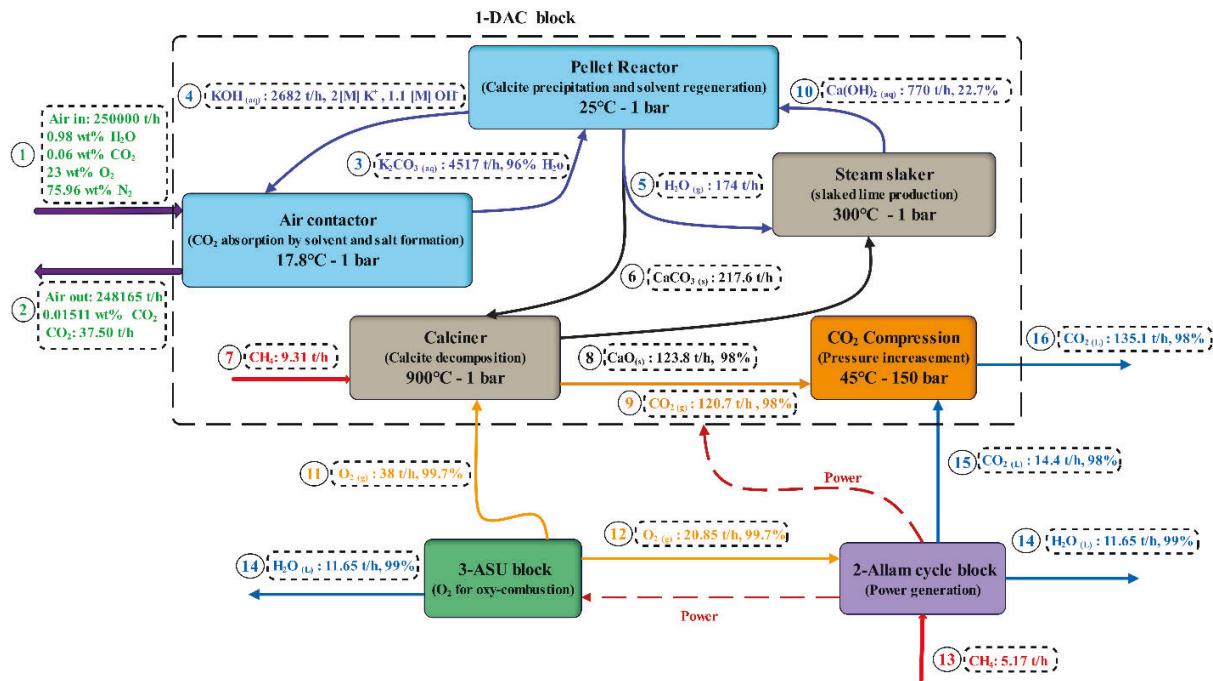 1-DAC block
Pellet Reactor
(Calcite precipitation and solvent regeneration)
25°C - 1 bar
4
KOH (aq) : 2682 t/h, 2[M] K⁺ , 1.1 [M] OH⁻
10
Ca(OH)₂ (aq) : 770 t/h, 22.7%
1
Air in: 250000 t/h
0.98 wt% H₂O
0.06 wt% CO₂
23 wt% O₂
75.96 wt% N₂
3
K₂CO₃ (aq) : 4517 t/h, 96% H₂o
5
H₂O (g) : 174 t/h
Steam slaker
(slaked lime production)
300°C - 1 bar
Air contactor
(CO₂ absorption by solvent and salt formation)
17.8°C - 1 bar
6
CaCO₃ (s) : 217.6 t/h
2
Air out: 248165 t/h
0.01511 wt% CO₂
CO₂: 37.50 t/h
Calciner
(Calcite decomposition)
900°C - 1 bar
7
CH₄: 9.31 t/h
8
CaO(s) : 123.8 t/h, 98%
CO₂ Compression
(Pressure increasement)
45°C - 150 bar
16
CO₂ (L) : 135.1 t/h, 98%
9
CO₂ (g) : 120.7 t/h , 98%
11
O₂ (g) : 38 t/h, 99.7%
Power
15
CO₂ (L) : 14.4 t/h, 98%
12
O₂ (g) : 20.85 t/h, 99.7%
14
H₂O (L) : 11.65 t/h, 99%
3-ASU block
(O₂ for oxy-combustion)
Power
2-Allam cycle block
(Power generation)
14
H₂O (L) : 11.65 t/h, 99%
13
CH₄: 5.17 t/h